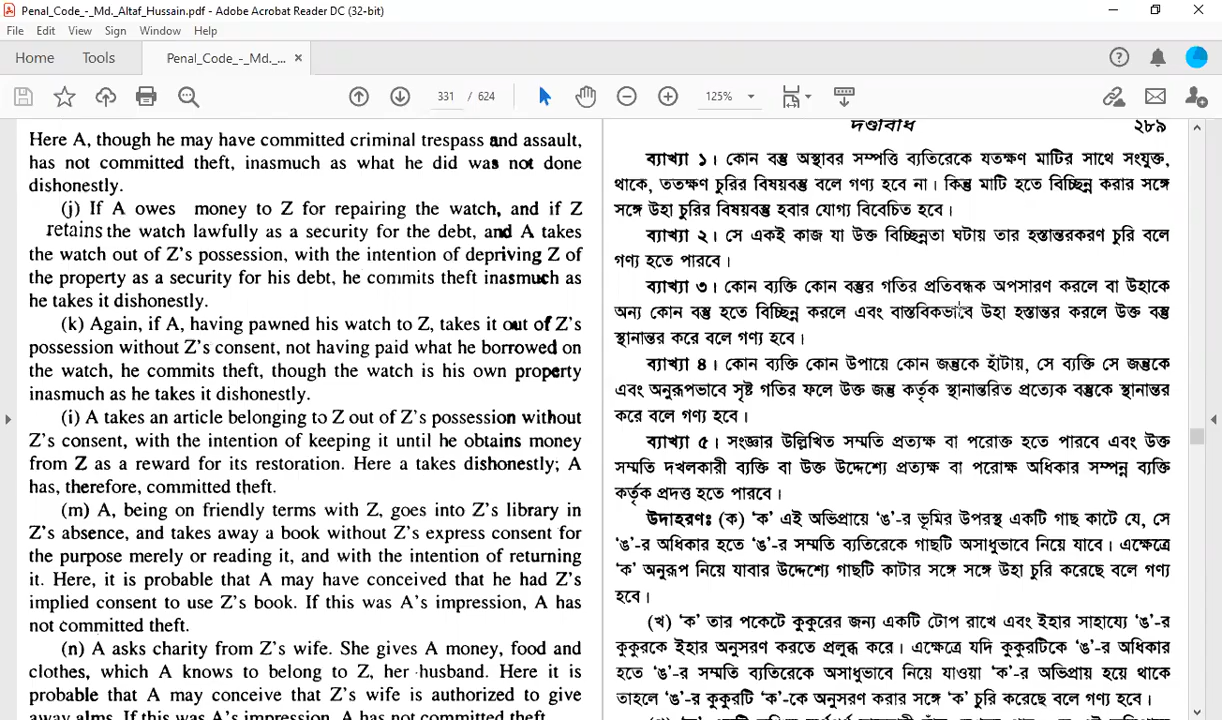 Penal_Code_-_Md._Altaf_Hussain.pdf - Adobe Acrobat Reader DC (32-bit)
File Edit View Sign Window Help
Home Tools Penal_Code_-_Md._... ×
331 / 624 125%
Here A, though he may have committed criminal trespass and assault,
has not committed theft, inasmuch as what he did was not done
dishonestly.
(j) If A owes money to Z for repairing the watch, and if Z
retains the watch lawfully as a security for the debt, and A takes
the watch out of Z's possession, with the intention of depriving Z of
the property as a security for his debt, he commits theft inasmuch as
he takes it dishonestly.
(k) Again, if A, having pawned his watch to Z, takes it out of Z's
possession without Z's consent, not having paid what he borrowed on
the watch, he commits theft, though the watch is his own property
inasmuch as he takes it dishonestly.
(i) A takes an article belonging to Z out of Z's possession without
Z's consent, with the intention of keeping it until he obtains money
from Z as a reward for its restoration. Here a takes dishonestly; A
has, therefore, committed theft.
(m) A, being on friendly terms with Z, goes into Z's library in
Z's absence, and takes away a book without Z's express consent for
the purpose merely or reading it, and with the intention of returning
it. Here, it is probable that A may have conceived that he had Z's
implied consent to use Z's book. If this was A's impression, A has
not committed theft.
(n) A asks charity from Z's wife. She gives A money, food and
clothes, which A knows to belong to Z, her husband. Here it is
probable that A may conceive that Z's wife is authorized to give
away alms. If this was A's impression, A has not committed theft.
দণ্ডবিধি ২৮৯
ব্যাখ্যা ১। কোন বস্তু অস্থাবর সম্পত্তি ব্যতিরেকে যতক্ষণ মাটির সাথে সংযুক্ত,
থাকে, ততক্ষণ চুরির বিষয়বস্তু বলে গণ্য হবে না। কিন্তু মাটি হতে বিচ্ছিন্ন করার সঙ্গে
সঙ্গে উহা চুরির বিষয়বস্তু হবার যোগ্য বিবেচিত হবে।
ব্যাখ্যা ২। সে একই কাজ যা উক্ত বিচ্ছিন্নতা ঘটায় তার হস্তান্তরকরণ চুরি বলে
গণ্য হতে পারবে।
ব্যাখ্যা ৩। কোন ব্যক্তি কোন বস্তুর গতির প্রতিবন্ধক অপসারণ করলে বা উহাকে
অন্য কোন বস্তু হতে বিচ্ছিন্ন করলে এবং বাস্তবিকভাবে উহা হস্তান্তর করলে উক্ত বস্তু
স্থানান্তর করে বলে গণ্য হবে।
ব্যাখ্যা ৪। কোন ব্যক্তি কোন উপায়ে কোন জন্তুকে হাঁটায়, সে ব্যক্তি সে জন্তুকে
এবং অনুরূপভাবে সৃষ্ট গতির ফলে উক্ত জন্তু কর্তৃক স্থানান্তরিত প্রত্যেক বস্তুকে স্থানান্তর
করে বলে গণ্য হবে।
ব্যাখ্যা ৫। সংজ্ঞার উল্লিখিত সম্মতি প্রত্যক্ষ বা পরোক্ত হতে পারবে এবং উক্ত
সম্মতি দখলকারী ব্যক্তি বা উক্ত উদ্দেশ্যে প্রত্যক্ষ বা পরোক্ষ অধিকার সম্পন্ন ব্যক্তি
কর্তৃক প্রদত্ত হতে পারবে।
উদাহরণঃ (ক) 'ক' এই অভিপ্রায়ে 'ঙ'-র ভূমির উপরস্থ একটি গাছ কাটে যে, সে
'ঙ'-র অধিকার হতে 'ঙ'-র সম্মতি ব্যতিরেকে গাছটি অসাধুভাবে নিয়ে যাবে। এক্ষেত্রে
'ক' অনুরূপ নিয়ে যাবার উদ্দেশ্যে গাছটি কাটার সঙ্গে সঙ্গে উহা চুরি করেছে বলে গণ্য
হবে।
(খ) 'ক' তার পকেটে কুকুরের জন্য একটি টোপ রাখে এবং ইহার সাহায্যে 'ঙ'-র
কুকুরকে ইহার অনুসরণ করতে প্রলুব্ধ করে। এক্ষেত্রে যদি কুকুরটিকে 'ঙ'-র অধিকার
হতে 'ঙ'-র সম্মতি ব্যতিরেকে অসাধুভাবে নিয়ে যাওয়া 'ক'-র অভিপ্রায় হয়ে থাকে
তাহলে 'ঙ'-র কুকুরটি 'ক'-কে অনুসরণ করার সঙ্গে 'ক' চুরি করেছে বলে গণ্য হবে।